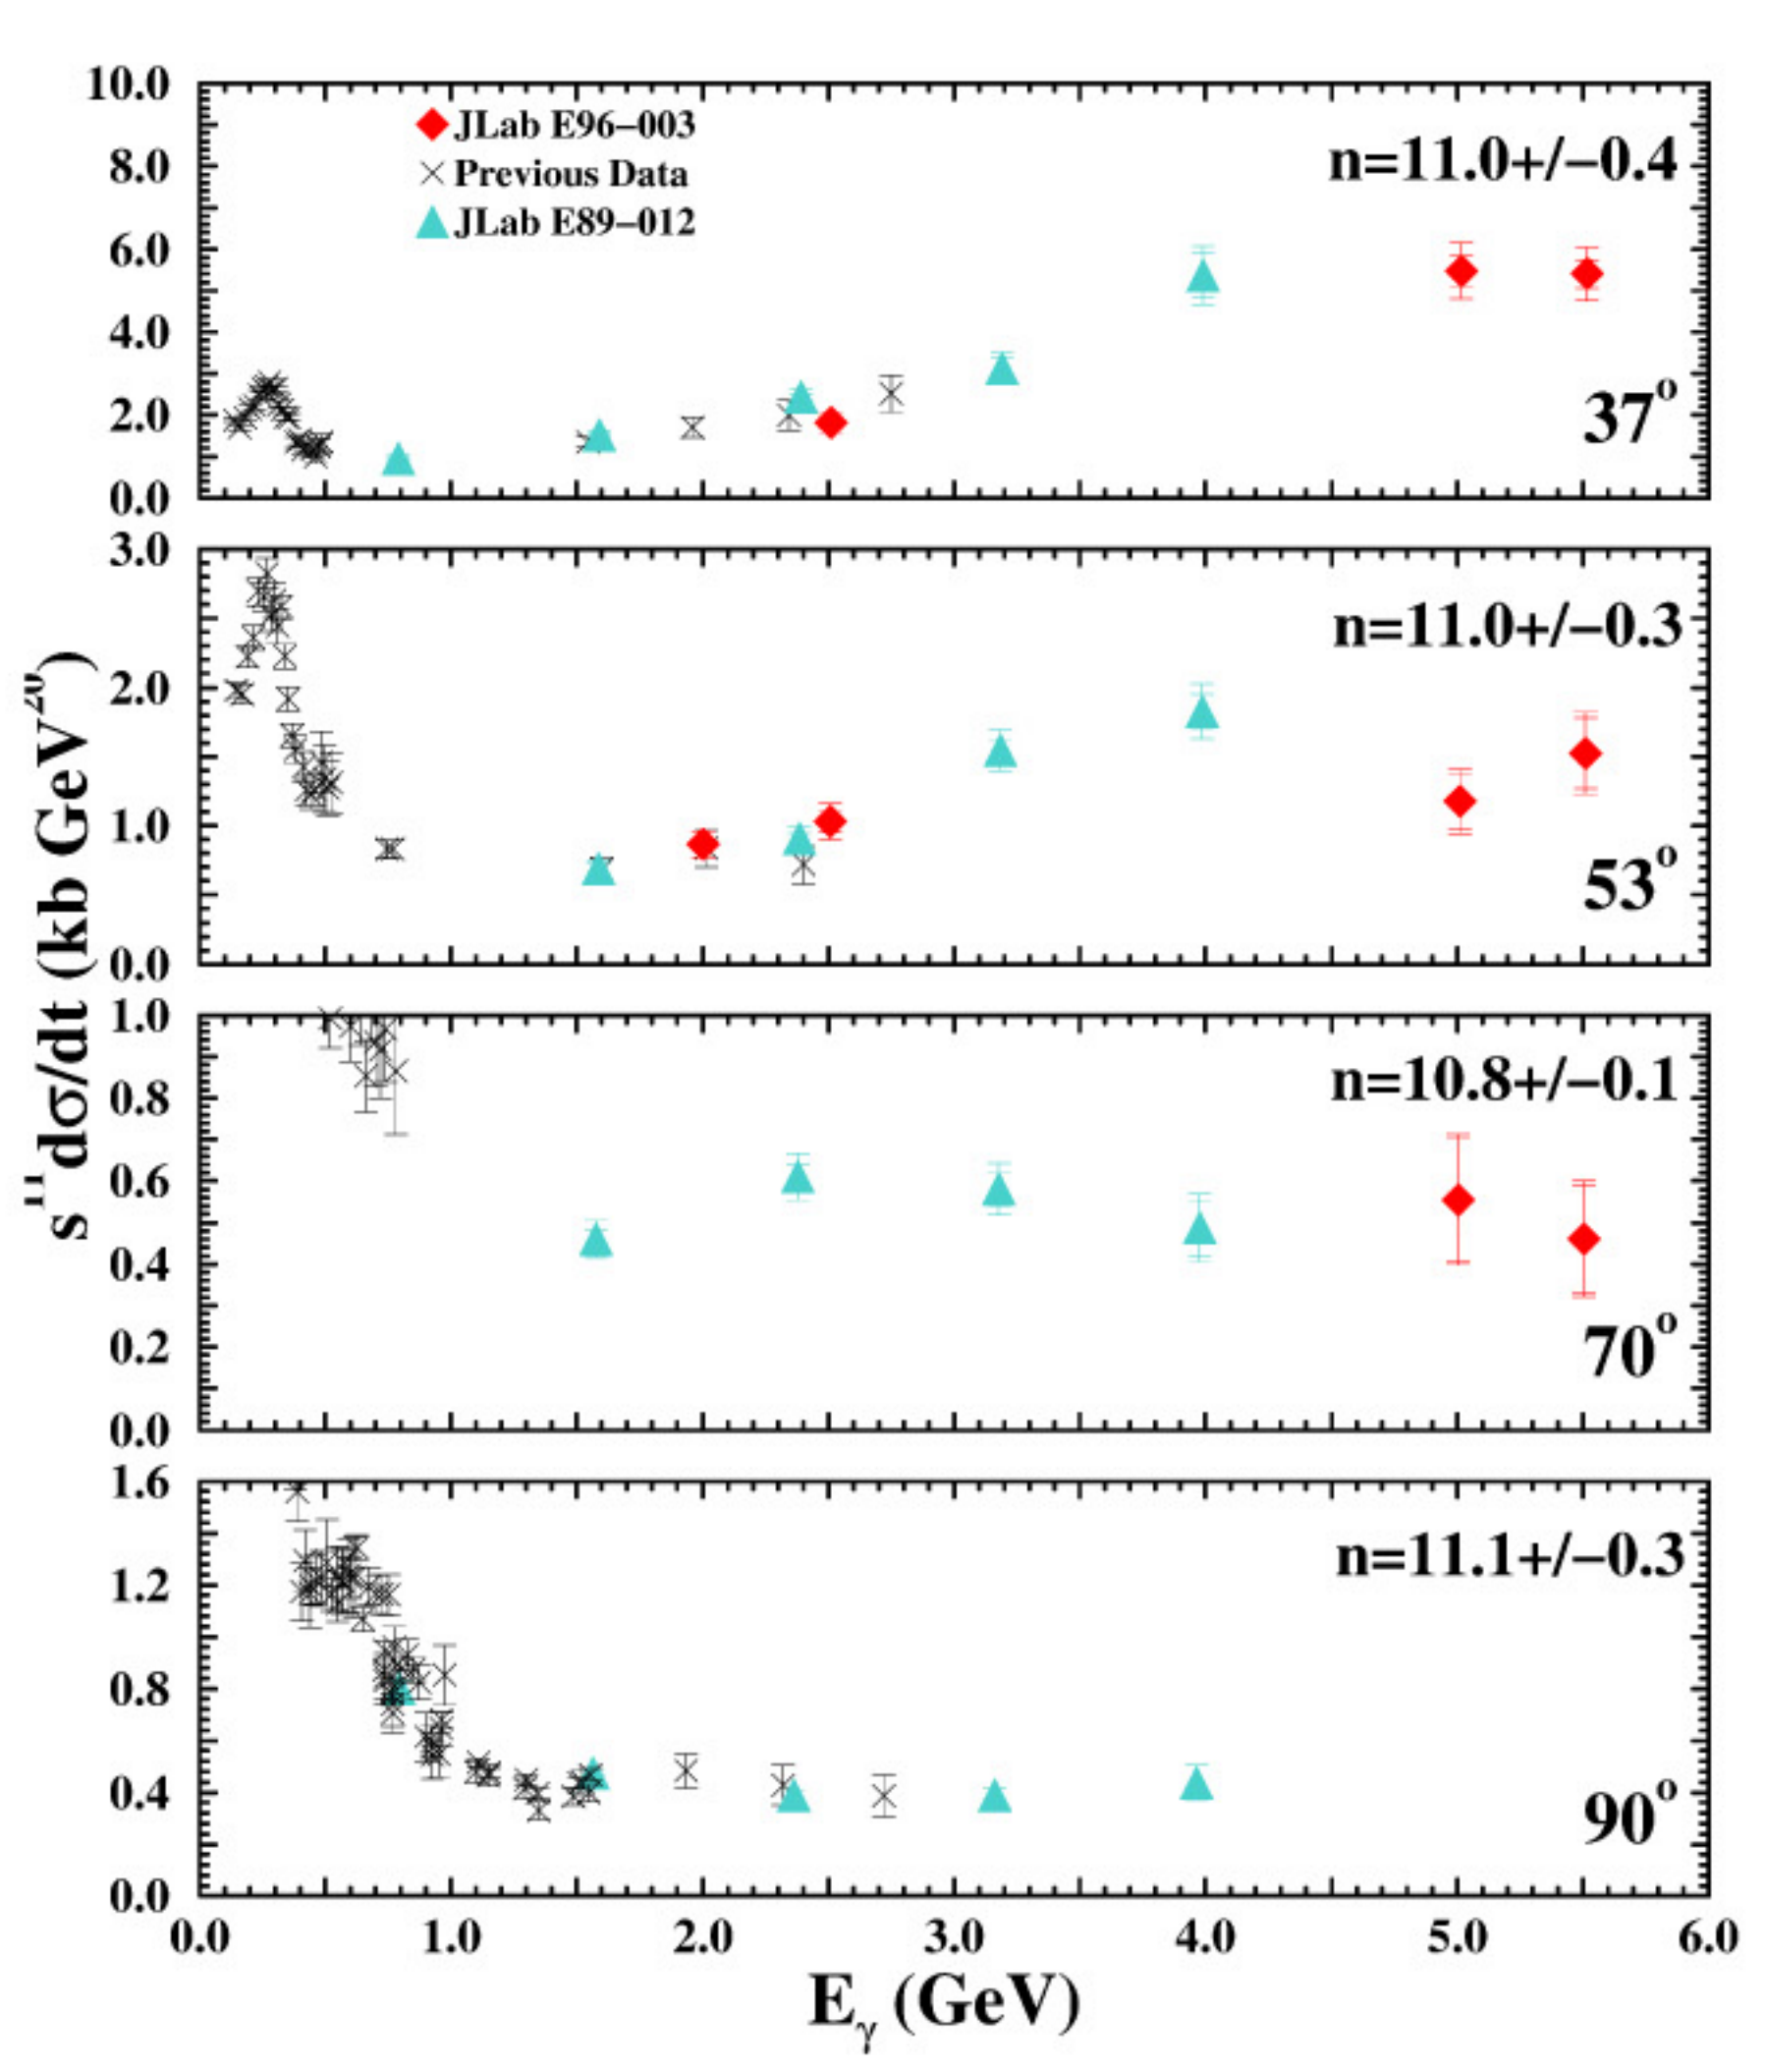 10.0
8.0
6.0
4.0
2.0
0.0
JLab E96–003
Previous Data
JLab E89–012
n=11.0+/–0.4
37°
3.0
2.0
1.0
0.0
n=11.0+/–0.3
53°
s¹¹dσ/dt (kb GeV²⁰)
1.0
0.8
0.6
0.4
0.2
0.0
n=10.8+/–0.1
70°
1.6
1.2
0.8
0.4
0.0
n=11.1+/–0.3
90°
0.0 1.0 2.0 3.0 4.0 5.0 6.0
Eγ (GeV)